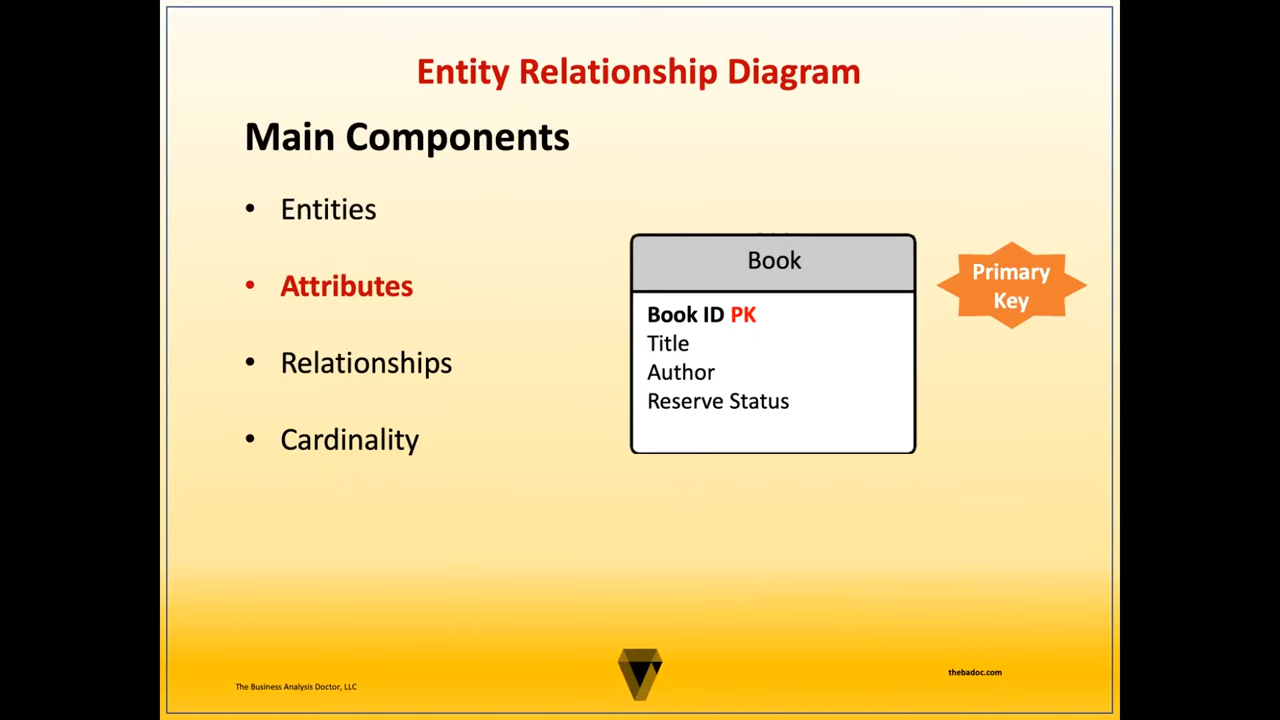 Entity Relationship Diagram
Main Components
• Entities
• Attributes
• Relationships
• Cardinality
Book
Book ID PK
Title
Author
Reserve Status
Primary
Key
The Business Analysis Doctor, LLC
thebadoc.com